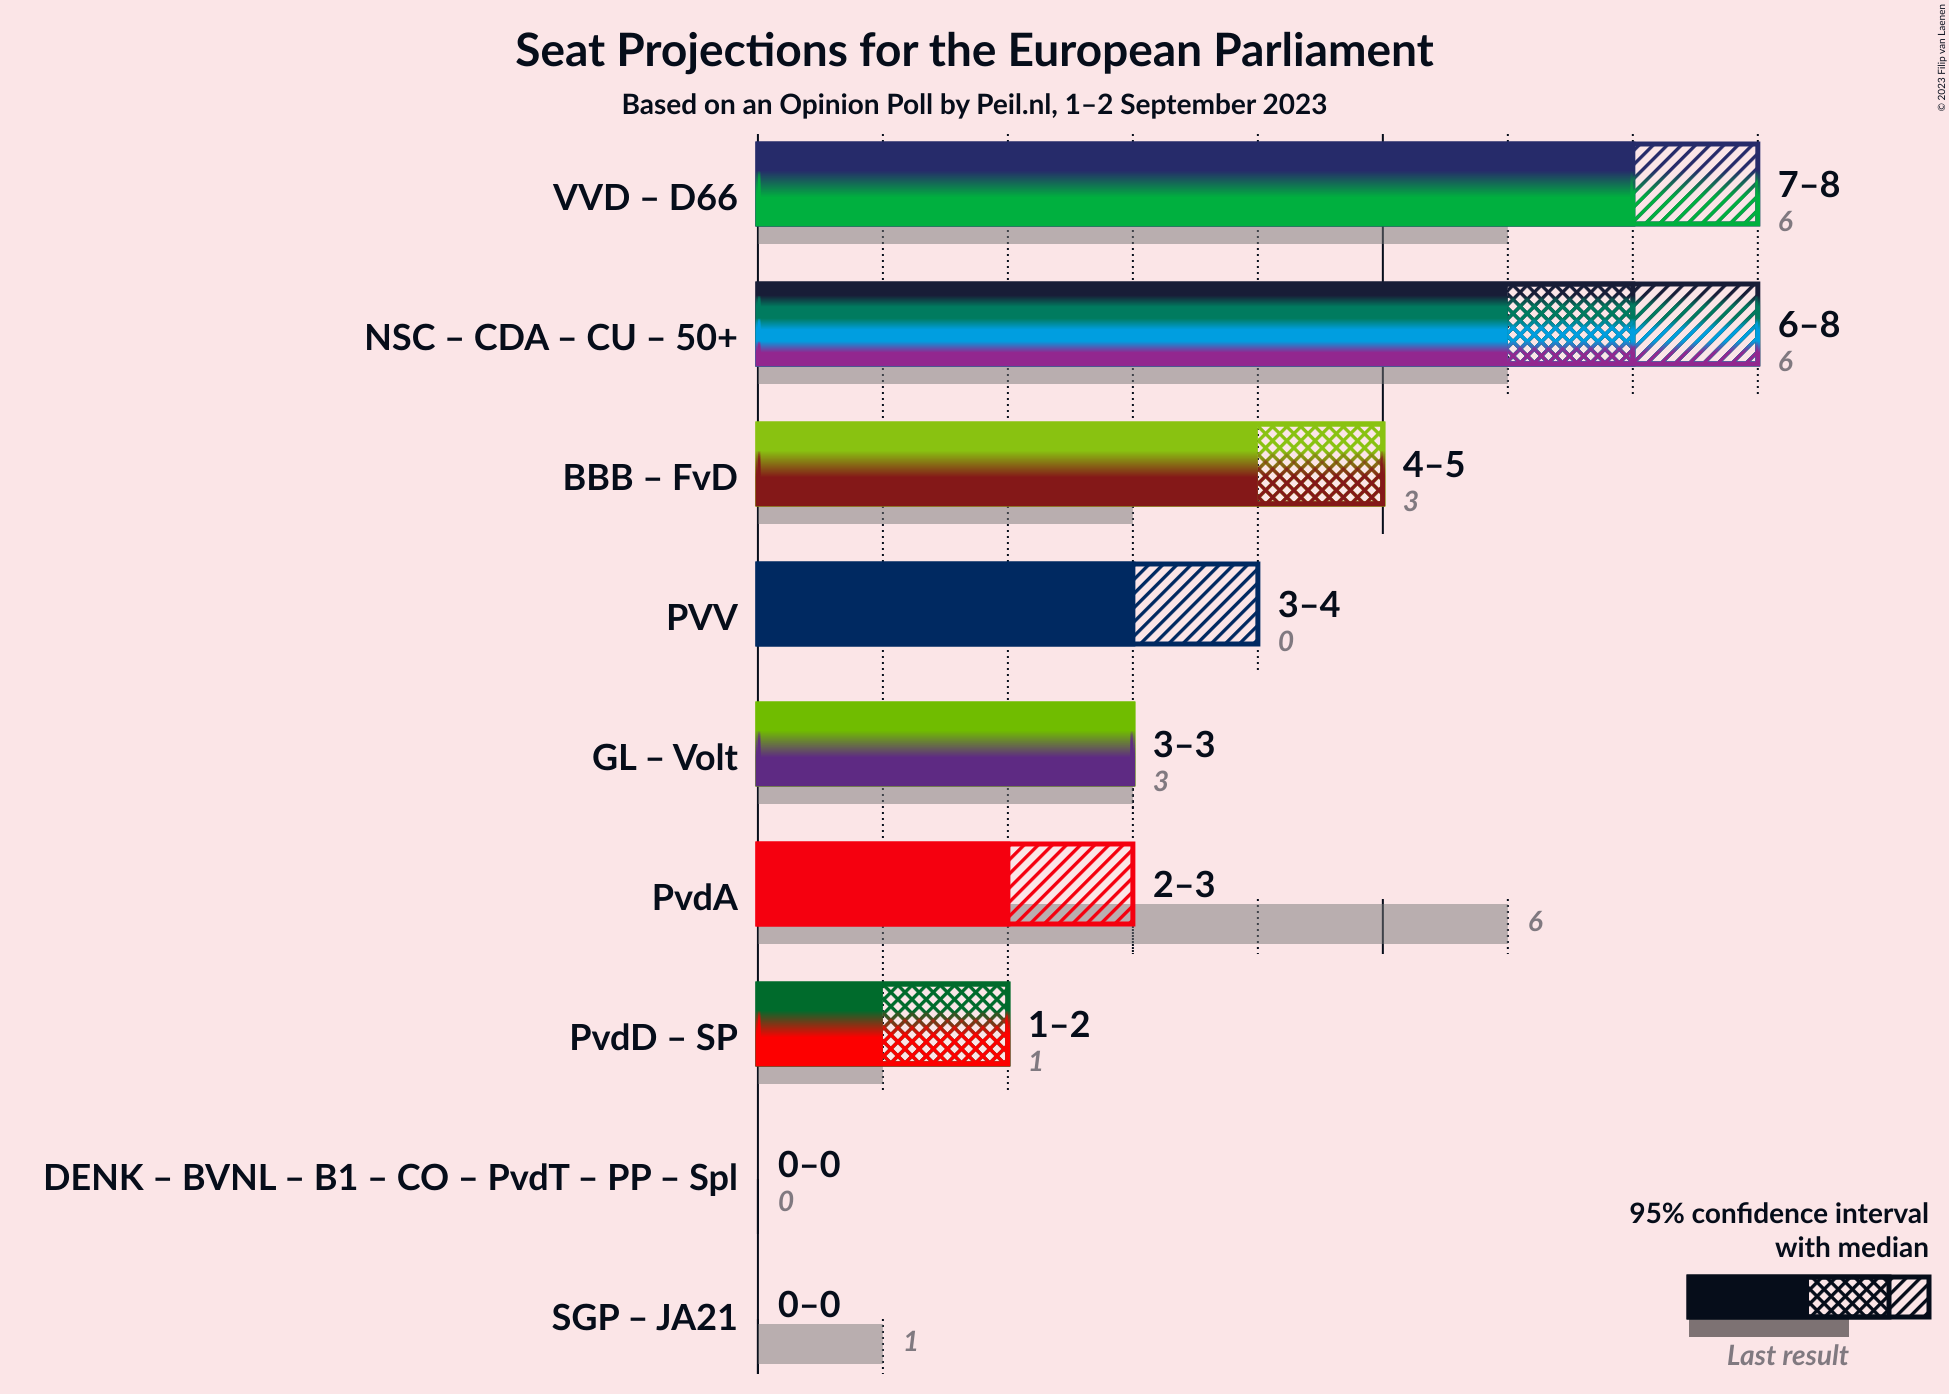 Seat Projections for the European Parliament
Based on an Opinion Poll by Peil.nl, 1–2 September 2023
© 2023 Filip van Laenen
VVD – D66
7–8
6
NSC – CDA – CU – 50+
6–8
6
BBB – FvD
4–5
3
PVV
3–4
0
GL – Volt
3–3
3
PvdA
2–3
6
PvdD – SP
1–2
1
DENK – BVNL – B1 – CO – PvdT – PP – Spl
0–0
0
SGP – JA21
0–0
1
95% confidence interval
with median
Last result